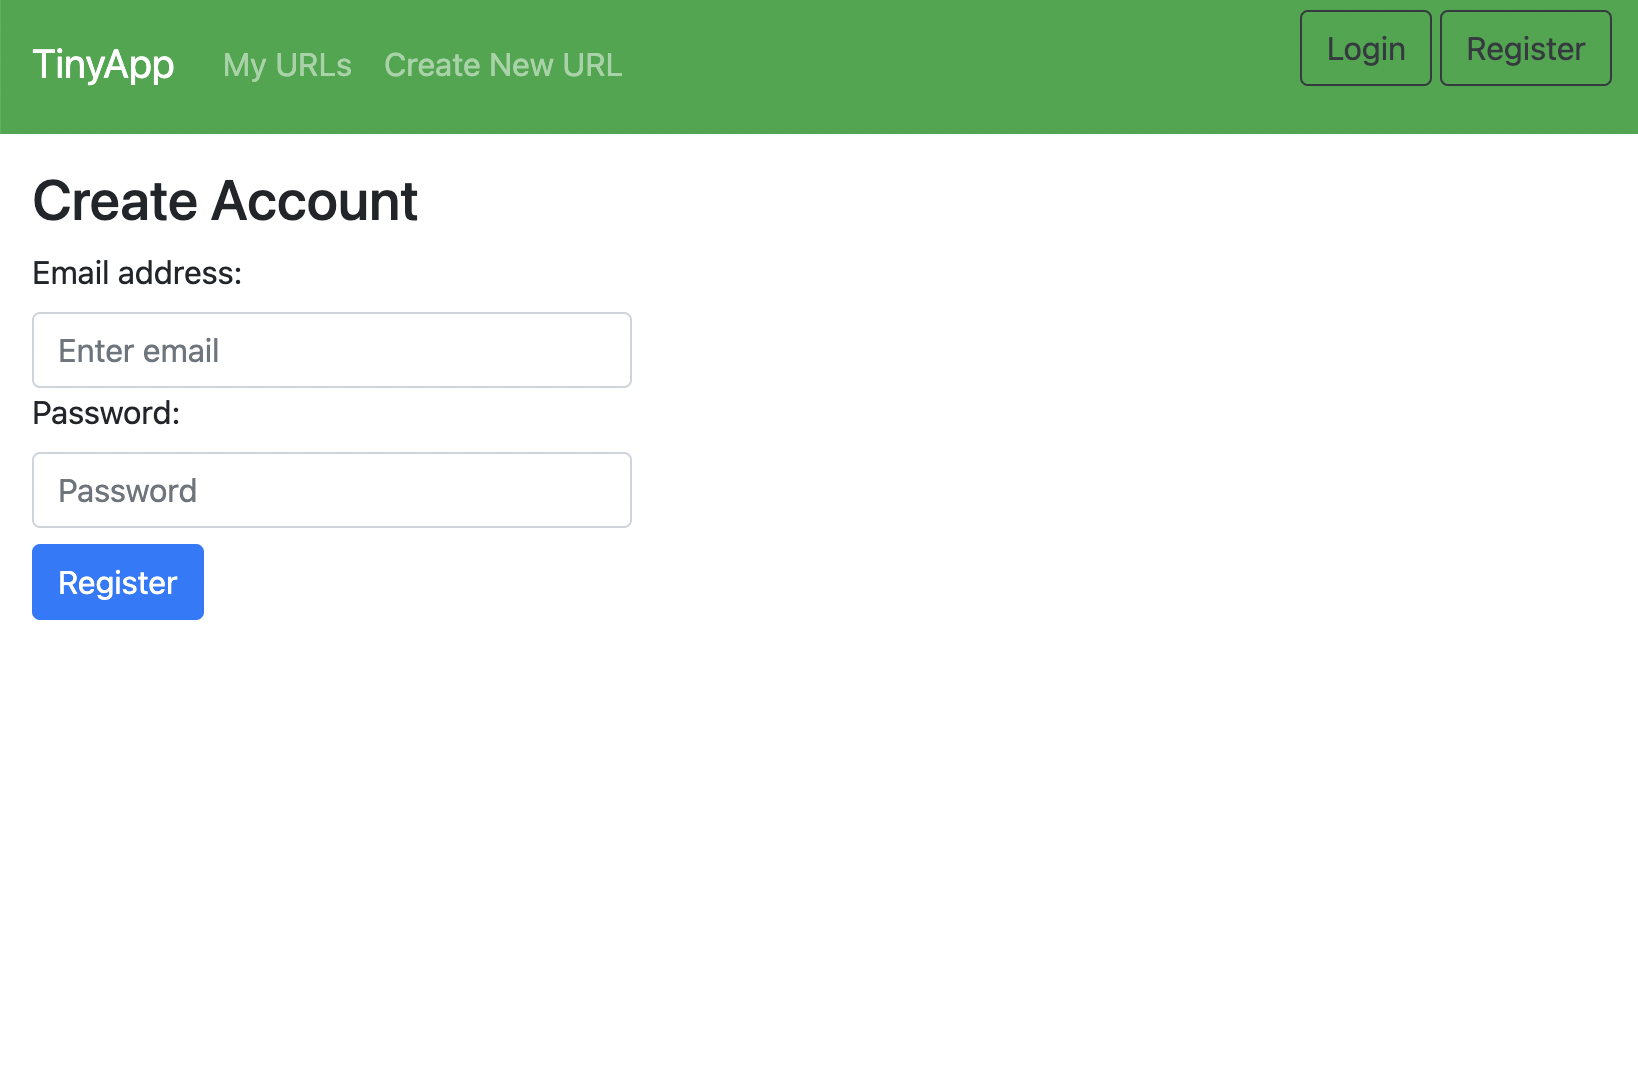 TinyApp My URLs Create New URL Login Register
Create Account
Email address:
Enter email
Password:
Password
Register